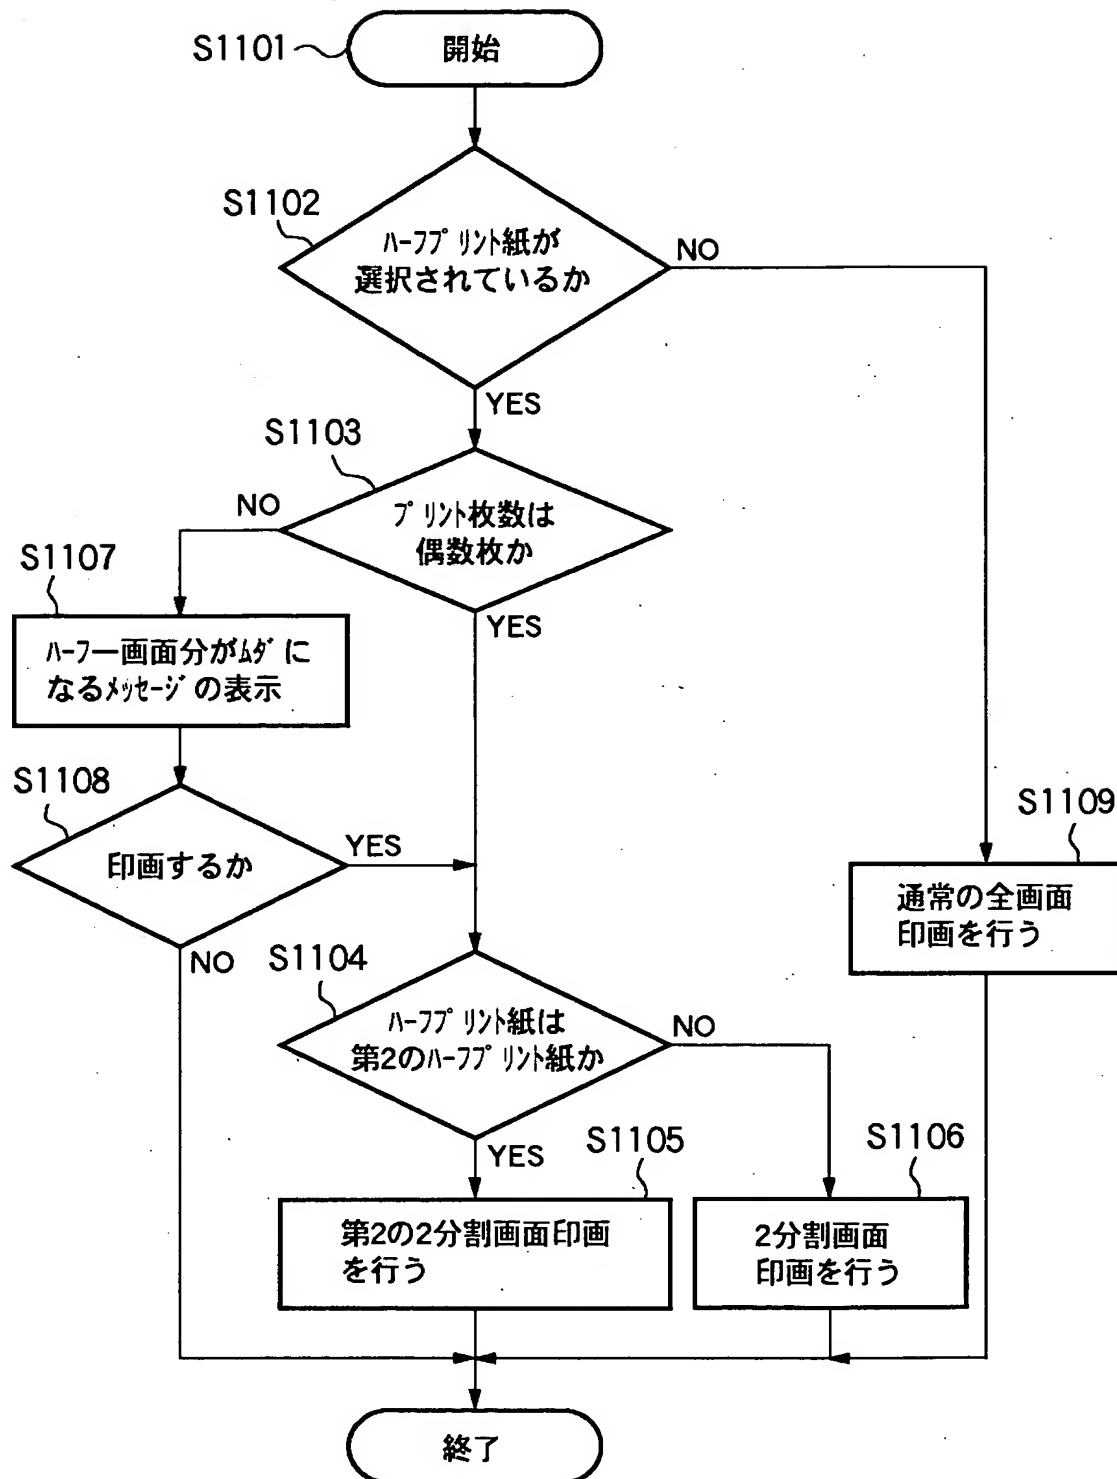 S1101
開始
S1102
ハーフプリント紙が
選択されているか
NO
YES
S1103
NO
プリント枚数は
偶数枚か
S1107
YES
ハーフ一画面分がムダに
なるメッセージの表示
S1108
YES
印画するか
S1109
通常の全画面
印画を行う
NO
S1104
ハーフプリント紙は
第2のハーフプリント紙か
NO
YES
S1105
S1106
第2の2分割画面印画
を行う
2分割画面
印画を行う
終了